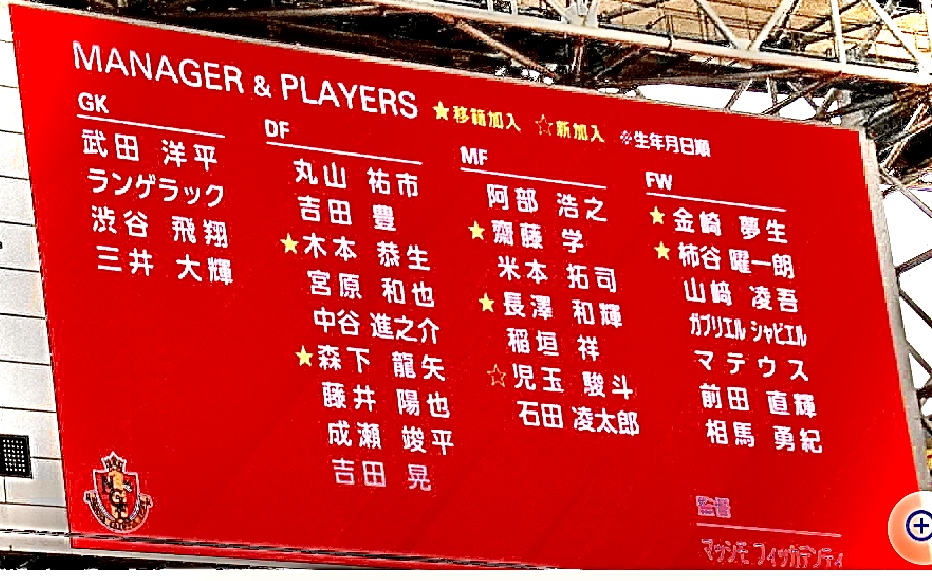 MANAGER & PLAYERS ★移籍加入 ☆新加入 ※生年月日順
GK
武田 洋平
ランゲラック
渋谷 飛翔
三井 大輝
DF
丸山 祐市
吉田 豊
★木本 恭生
宮原 和也
中谷 進之介
★森下 龍矢
藤井 陽也
成瀬 竣平
吉田 晃
MF
阿部 浩之
★齋藤 学
米本 拓司
★長澤 和輝
稲垣 祥
☆児玉 駿斗
石田 凌太郎
FW
★金崎 夢生
★柿谷 曜一朗
山﨑 凌吾
ガブリエル シャビエル
マテウス
前田 直輝
相馬 勇紀
監督
マッシモ フィッカデンティ